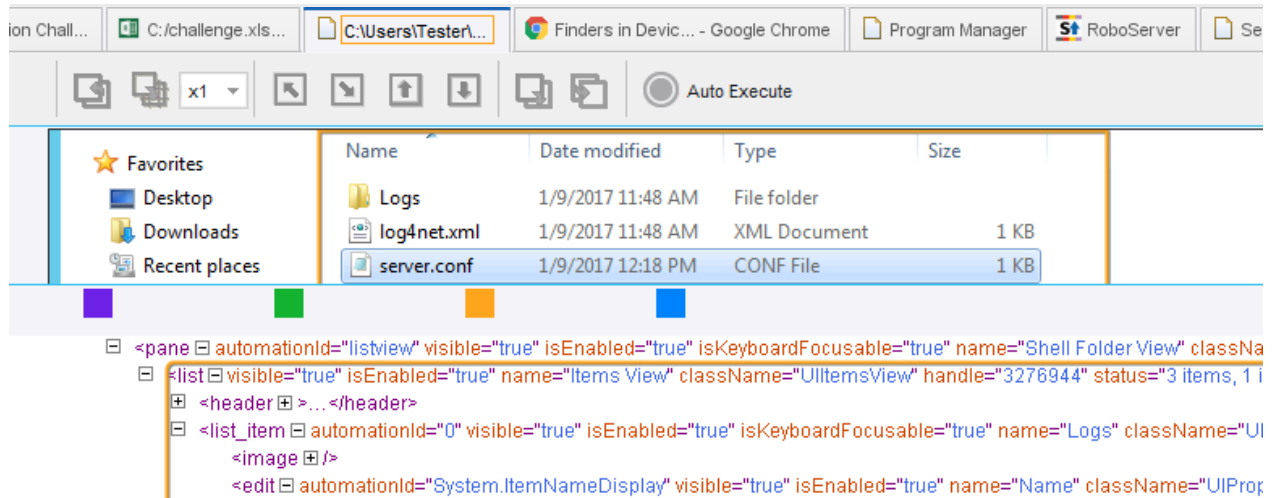 ion Chall... C:/challenge.xls... C:\Users\Tester\... Finders in Devic... - Google Chrome Program Manager St RoboServer Se
x1 Auto Execute
Favorites
Desktop
Downloads
Recent places
Name Date modified Type Size
Logs 1/9/2017 11:48 AM File folder
log4net.xml 1/9/2017 11:48 AM XML Document 1 KB
server.conf 1/9/2017 12:18 PM CONF File 1 KB
<pane automationId="listview" visible="true" isEnabled="true" isKeyboardFocusable="true" name="Shell Folder View" classNa
<list visible="true" isEnabled="true" name="Items View" className="UIItemsView" handle="3276944" status="3 items, 1 i
<header >...</header>
<list_item automationId="0" visible="true" isEnabled="true" isKeyboardFocusable="true" name="Logs" className="UI
<image />
<edit automationId="System.ItemNameDisplay" visible="true" isEnabled="true" name="Name" className="UIProp